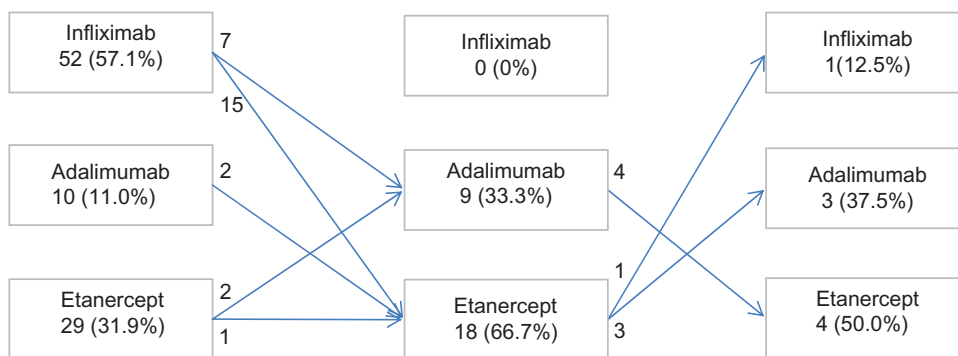 Infliximab
52 (57.1%)
7
15
Adalimumab
10 (11.0%)
2
Etanercept
29 (31.9%)
2
1
Infliximab
0 (0%)
Adalimumab
9 (33.3%)
4
Etanercept
18 (66.7%)
1
3
Infliximab
1(12.5%)
Adalimumab
3 (37.5%)
Etanercept
4 (50.0%)